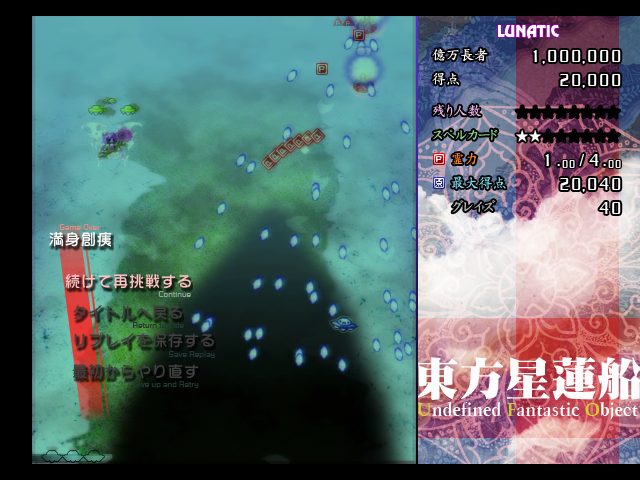 LUNATIC
億万長者 1,000,000
得点 20,000
残り人数
スペルカード
P 霊力 1.00/4.00
最大得点 20,040
グレイズ 40
Game Over
満身創痍
続けて再挑戦する
Continue
タイトルへ戻る
リプレイを保存する
Save Replay
最初からやり直す
Give up and Retry
東方星蓮船
Undefined Fantastic Object